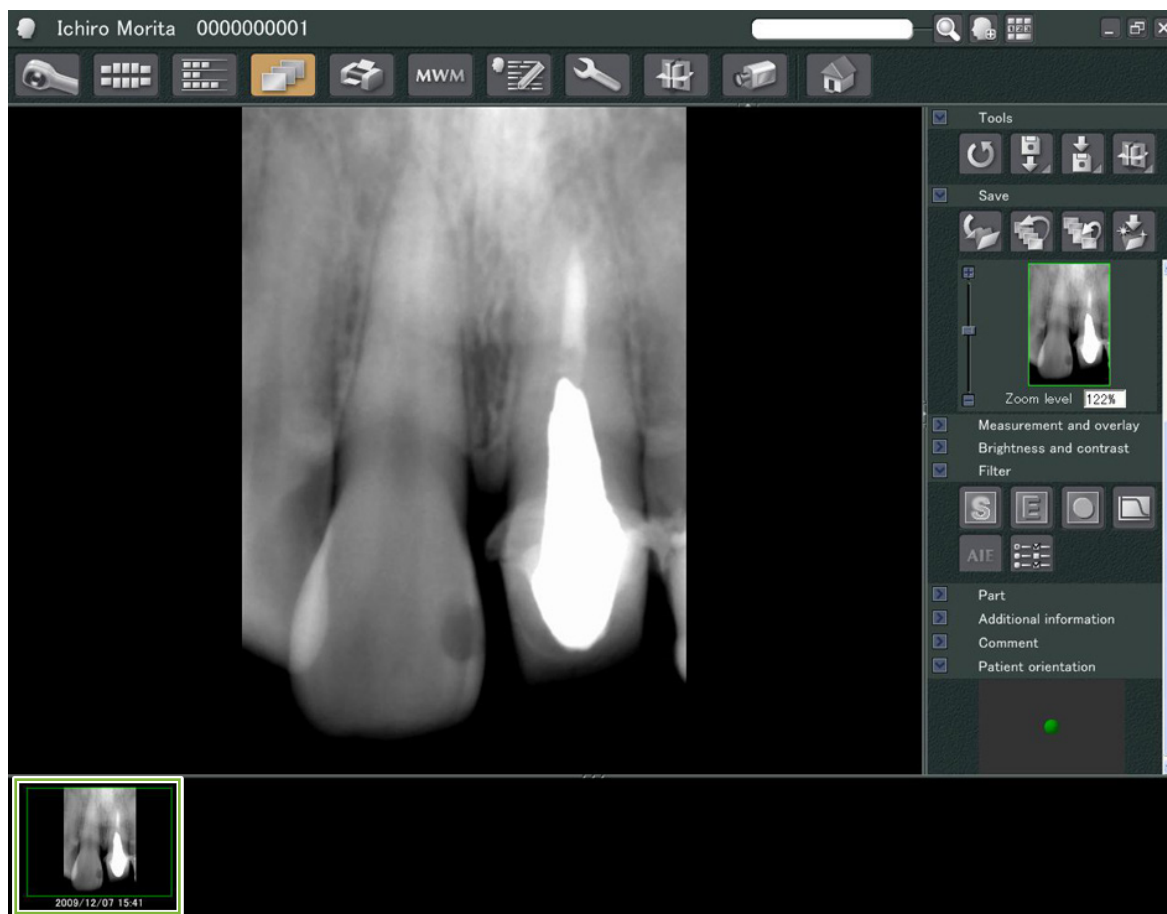 Ichiro Morita 0000000001
MWM
Tools
Save
Zoom level 122%
Measurement and overlay
Brightness and contrast
Filter
S E
AIE
Part
Additional information
Comment
Patient orientation
2009/12/07 15:41